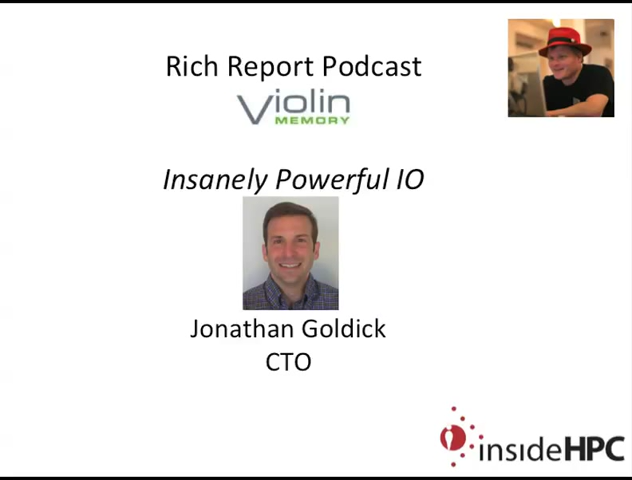 Rich Report Podcast
Violin
MEMORY
Insanely Powerful IO
Jonathan Goldick
CTO
insideHPC